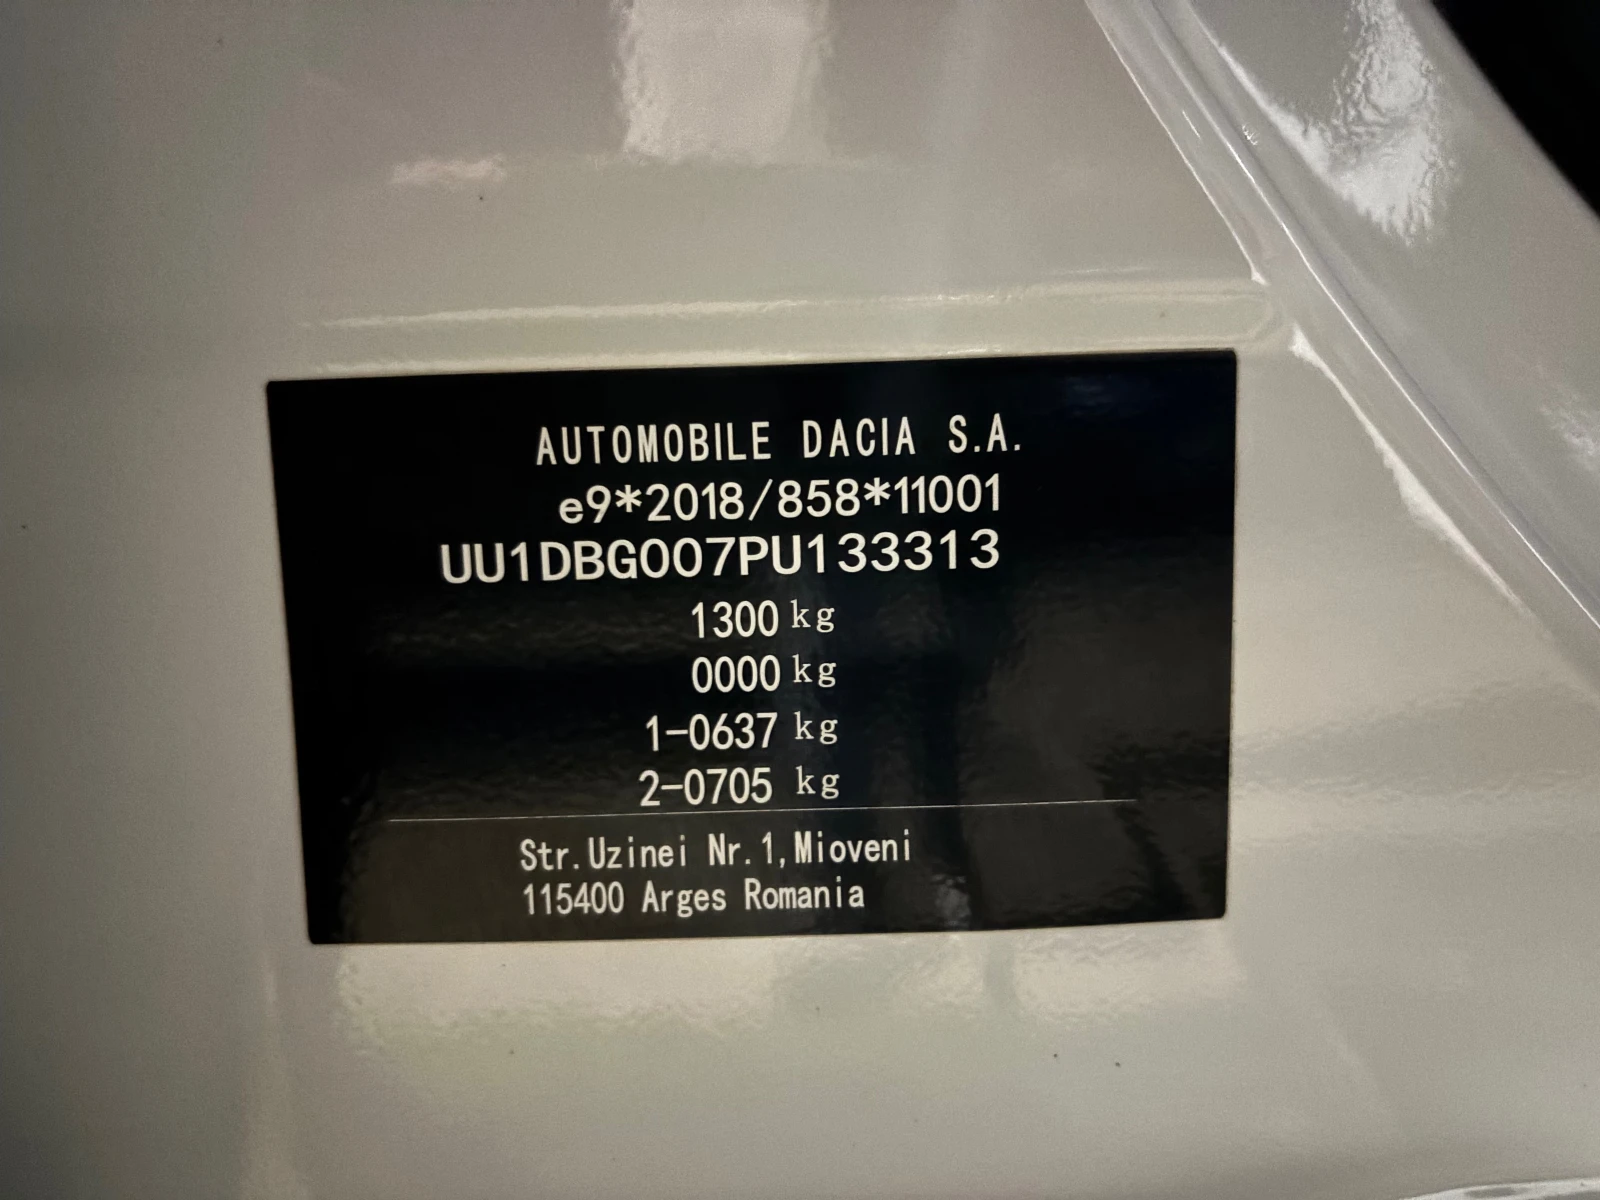 AUTOMOBILE DACIA S.A.
e9*2018/858*11001
UU1DBG007PU133313
1300 kg
0000 kg
1-0637 kg
2-0705 kg
Str.Uzinei Nr.1,Mioveni
115400 Arges Romania